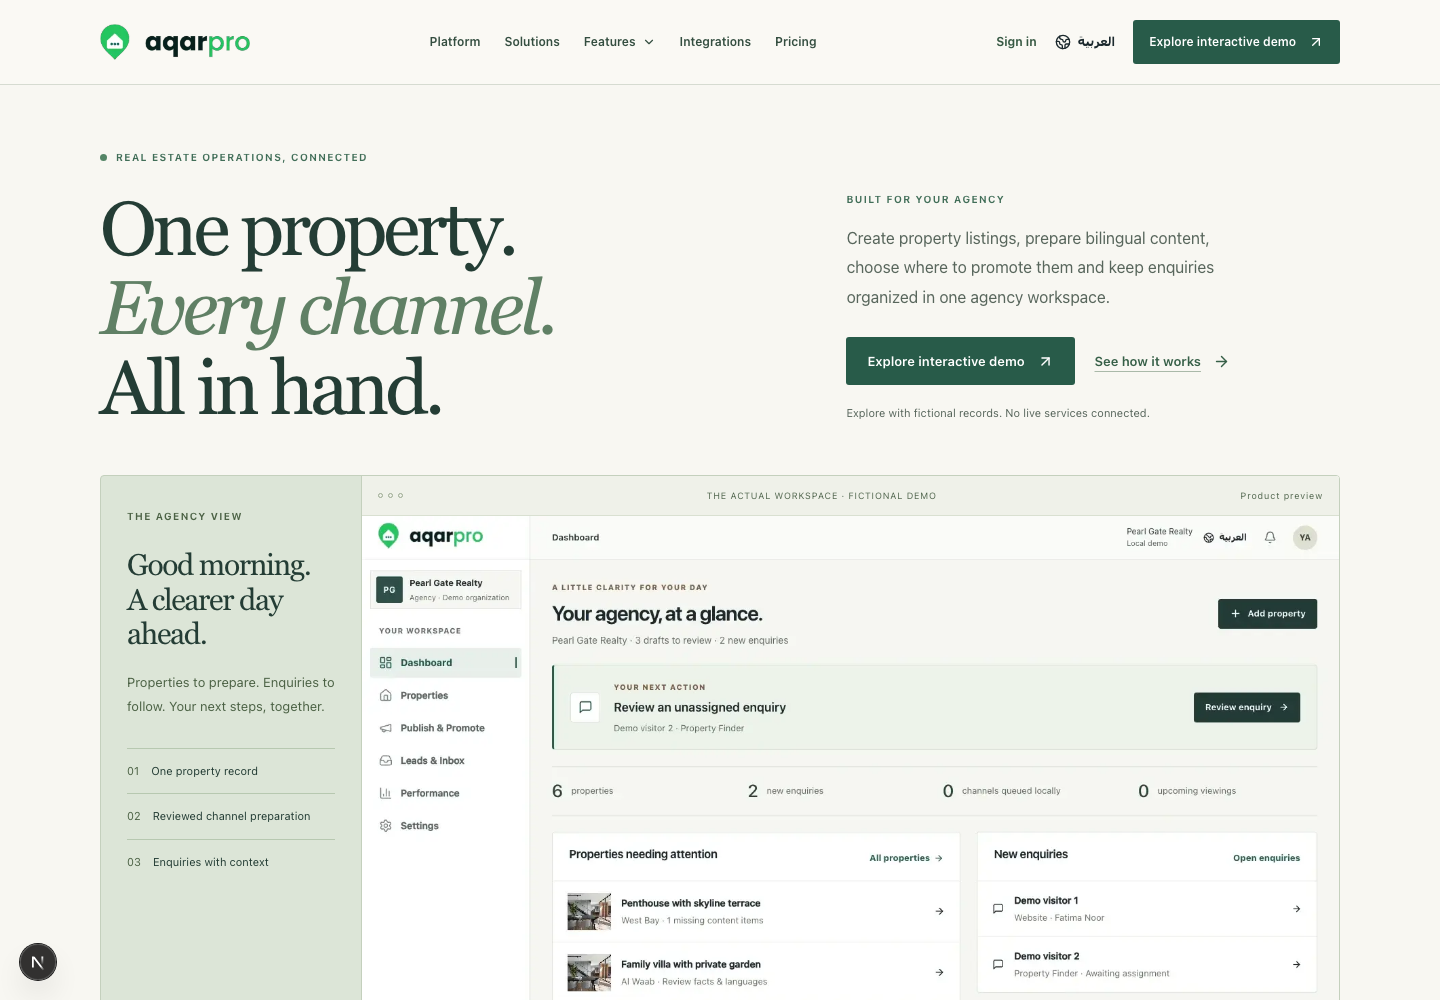 aqarpro
Platform
Solutions
Features
Integrations
Pricing
Sign in
العربية
Explore interactive demo
REAL ESTATE OPERATIONS, CONNECTED
One property.
Every channel.
All in hand.
BUILT FOR YOUR AGENCY
Create property listings, prepare bilingual content,
choose where to promote them and keep enquiries
organized in one agency workspace.
Explore interactive demo
See how it works
Explore with fictional records. No live services connected.
THE AGENCY VIEW
Good morning.
A clearer day
ahead.
Properties to prepare. Enquiries to
follow. Your next steps, together.
01 One property record
02 Reviewed channel preparation
03 Enquiries with context
THE ACTUAL WORKSPACE · FICTIONAL DEMO
Product preview
aqarpro
PG
Pearl Gate Realty
Agency · Demo organization
YOUR WORKSPACE
Dashboard
Properties
Publish & Promote
Leads & Inbox
Performance
Settings
Dashboard
Pearl Gate Realty
Local demo
العربية
YA
A LITTLE CLARITY FOR YOUR DAY
Your agency, at a glance.
Pearl Gate Realty · 3 drafts to review · 2 new enquiries
Add property
YOUR NEXT ACTION
Review an unassigned enquiry
Demo visitor 2 · Property Finder
Review enquiry
6 properties
2 new enquiries
0 channels queued locally
0 upcoming viewings
Properties needing attention
All properties
Penthouse with skyline terrace
West Bay · 1 missing content items
Family villa with private garden
Al Waab · Review facts & languages
New enquiries
Open enquiries
Demo visitor 1
Website · Fatima Noor
Demo visitor 2
Property Finder · Awaiting assignment
N